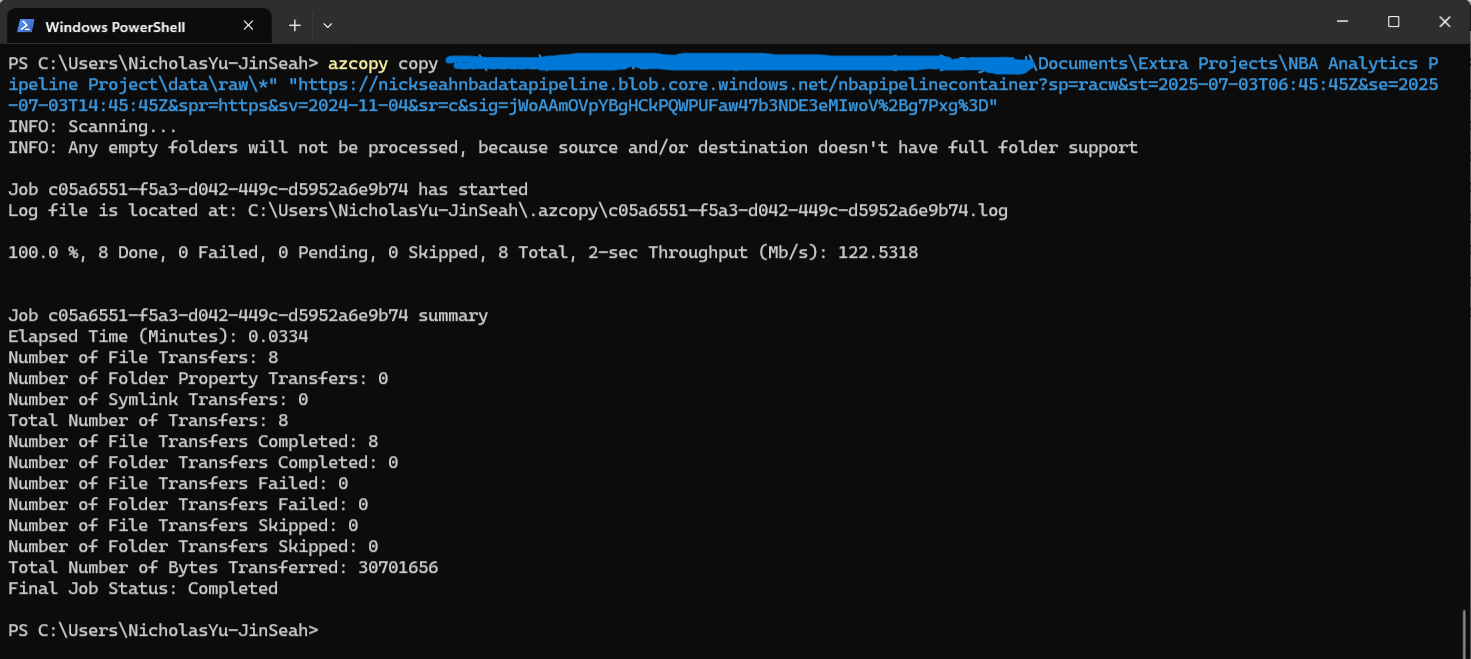 Windows PowerShell
PS C:\Users\NicholasYu-JinSeah> azcopy copy \Documents\Extra Projects\NBA Analytics P
ipeline Project\data\raw\*" "https://nickseahnbadatapipeline.blob.core.windows.net/nbapipelinecontainer?sp=racw&st=2025-07-03T06:45:45Z&se=2025
-07-03T14:45:45Z&spr=https&sv=2024-11-04&sr=c&sig=jWoAAmOVpYBgHCkPQWPUFaw47b3NDE3eMIwoV%2Bg7Pxg%3D"
INFO: Scanning...
INFO: Any empty folders will not be processed, because source and/or destination doesn't have full folder support
Job c05a6551-f5a3-d042-449c-d5952a6e9b74 has started
Log file is located at: C:\Users\NicholasYu-JinSeah\.azcopy\c05a6551-f5a3-d042-449c-d5952a6e9b74.log
100.0 %, 8 Done, 0 Failed, 0 Pending, 0 Skipped, 8 Total, 2-sec Throughput (Mb/s): 122.5318
Job c05a6551-f5a3-d042-449c-d5952a6e9b74 summary
Elapsed Time (Minutes): 0.0334
Number of File Transfers: 8
Number of Folder Property Transfers: 0
Number of Symlink Transfers: 0
Total Number of Transfers: 8
Number of File Transfers Completed: 8
Number of Folder Transfers Completed: 0
Number of File Transfers Failed: 0
Number of Folder Transfers Failed: 0
Number of File Transfers Skipped: 0
Number of Folder Transfers Skipped: 0
Total Number of Bytes Transferred: 30701656
Final Job Status: Completed
PS C:\Users\NicholasYu-JinSeah>